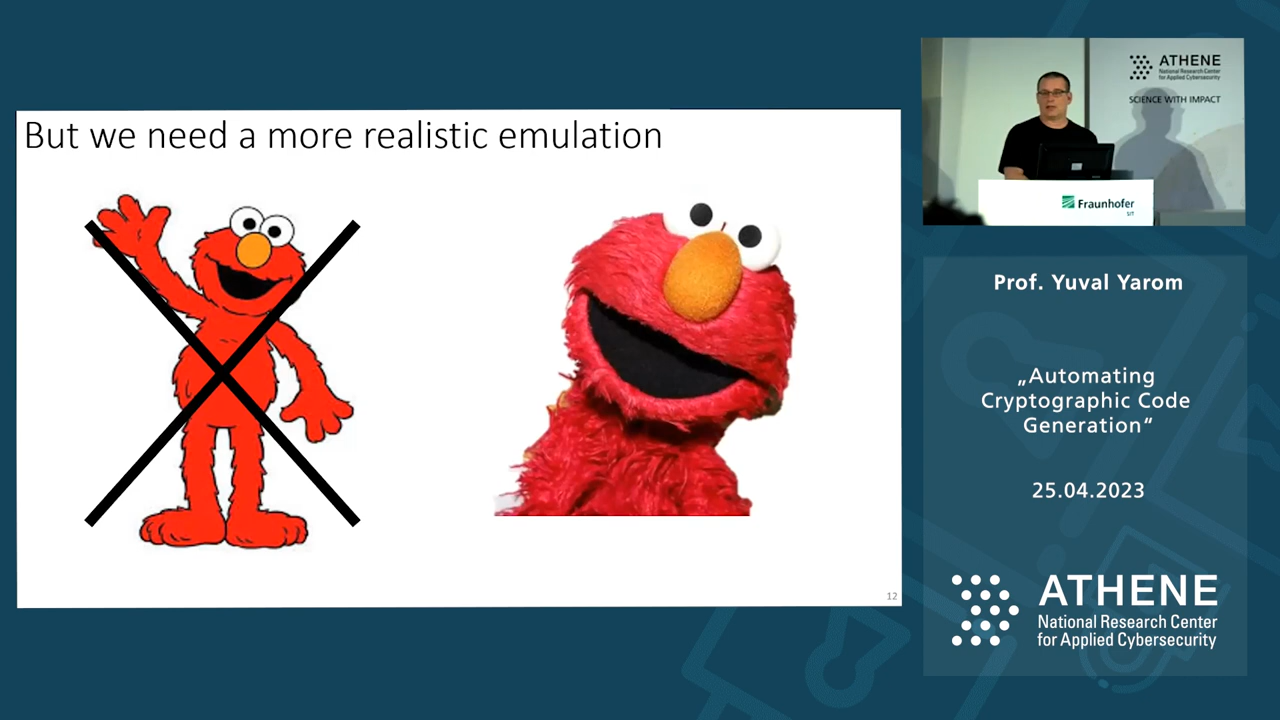 But we need a more realistic emulation
12
ATHENE
National Research Center
for Applied Cybersecurity
SCIENCE WITH IMPACT
Fraunhofer
SIT
Prof. Yuval Yarom
„Automating
Cryptographic Code
Generation“
25.04.2023
ATHENE
National Research Center
for Applied Cybersecurity